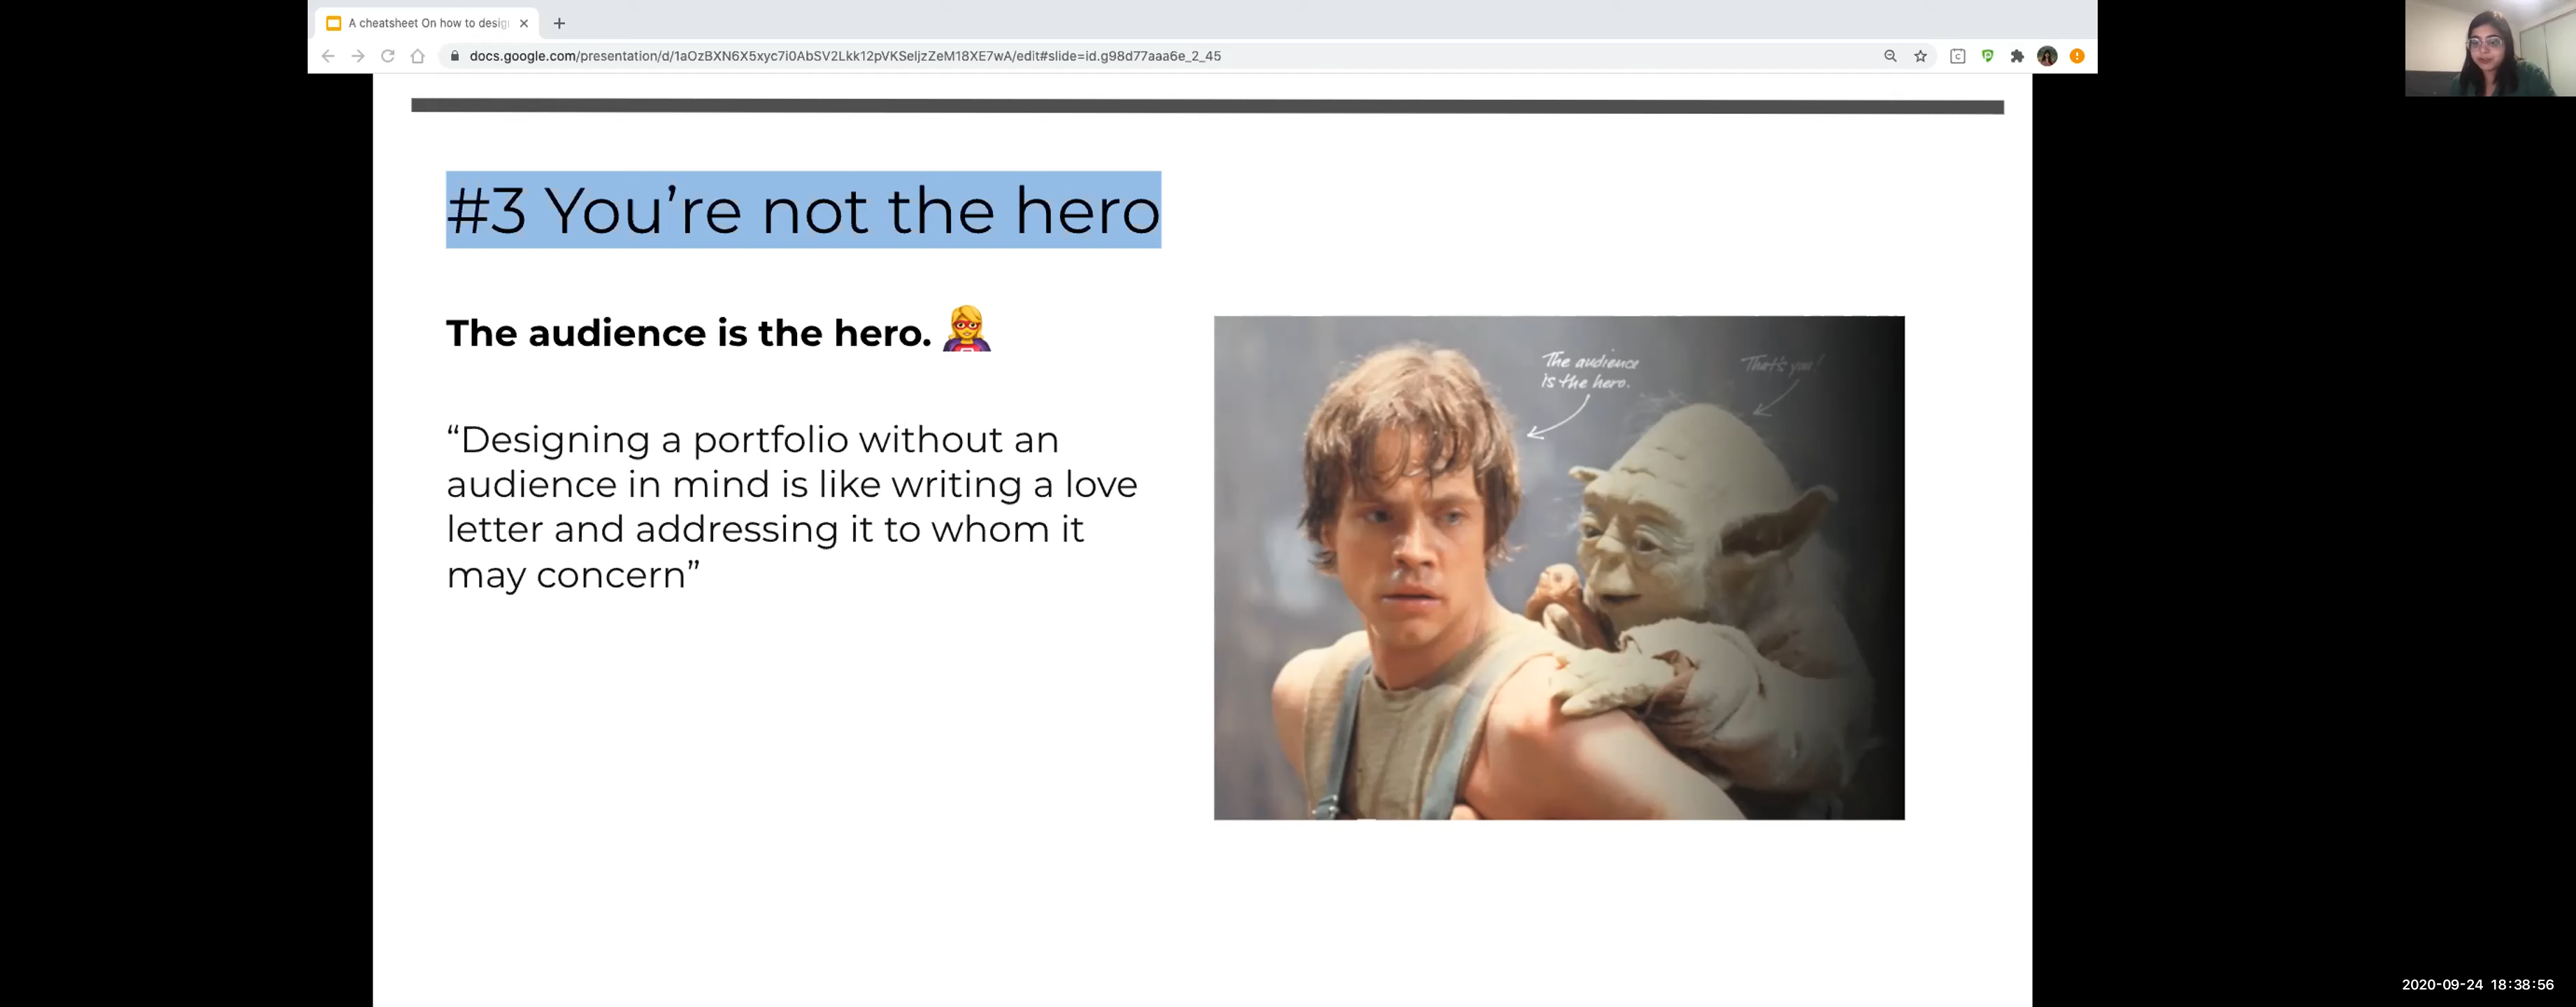 A cheatsheet On how to desig
docs.google.com/presentation/d/1aOzBXN6X5xyc7i0AbSV2Lkk12pVKSeljzZeM18XE7wA/edit#slide=id.g98d77aaa6e_2_45
#3 You’re not the hero
The audience is the hero.
“Designing a portfolio without an
audience in mind is like writing a love
letter and addressing it to whom it
may concern”
The audience
is the hero.
That's you!
2020-09-24 18:38:56